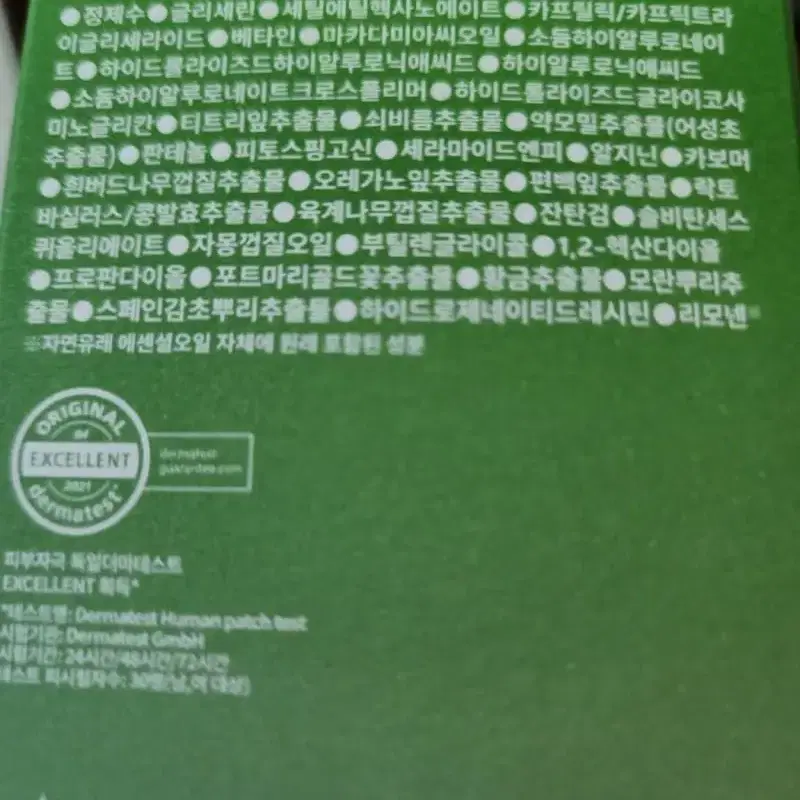 ●정제수●글리세린●세틸에틸헥사노에이트●카프릴릭/카프릭트라
이글리세라이드●베타인●마카다미아씨오일●소듐하이알루로네이
트●하이드롤라이즈드하이알루로닉애씨드●하이알루로닉애씨드
●소듐하이알루로네이트크로스폴리머●하이드롤라이즈드글라이코사
미노글리칸●티트리잎추출물●쇠비름추출물●약모밀추출물(어성초
추출물)●판테놀●피토스핑고신●세라마이드엔피●알지닌●카보머
●흰버드나무껍질추출물●오레가노잎추출물●편백잎추출물●락토
바실러스/콩발효추출물●육계나무껍질추출물●잔탄검●솔비탄세스
퀴올리에이트●자몽껍질오일●부틸렌글라이콜●1,2-헥산다이올
●프로판다이올●포트마리골드꽃추출물●황금추출물●모란뿌리추
출물●스페인감초뿌리추출물●하이드로제네이티드레시틴●리모넨※
※자연유래 에센셜오일 자체에 원래 포함된 성분
ORIGINAL
EXCELLENT
2021
dermatest®
dermatest
guarantee.com
피부자극 독일더마테스트
EXCELLENT 획득*
*테스트명: Dermatest Human patch test
시험기관: Dermatest GmbH
시험기간: 24시간/48시간/72시간
테스트 피시험자수: 30명(남,여 대상)